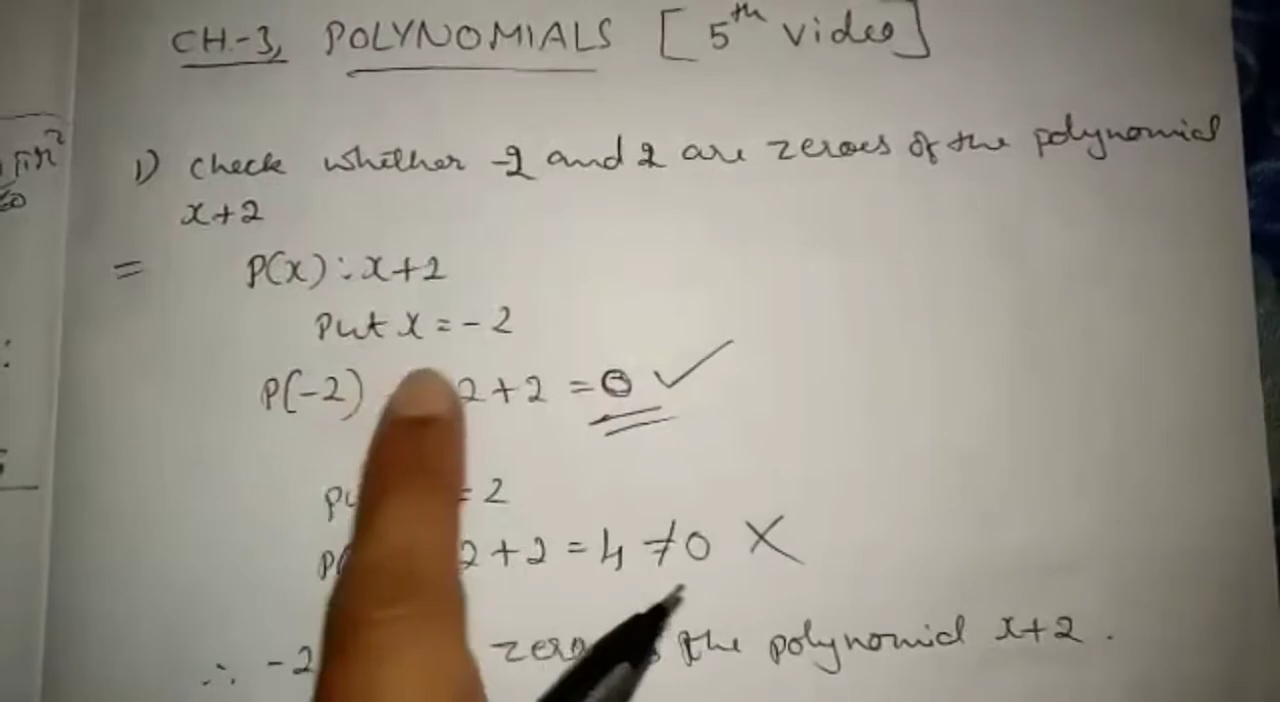 CH-3, POLYNOMIALS [5th video]
πr²
1) check whether -2 and 2 are zeroes of the polynomial
x+2
= P(x) : x+2
Put x = -2
P(-2) 2+2 = 0 ✓
= 2
2+2 = 4 ≠0 X
∴ -2 the polynomial x+2.